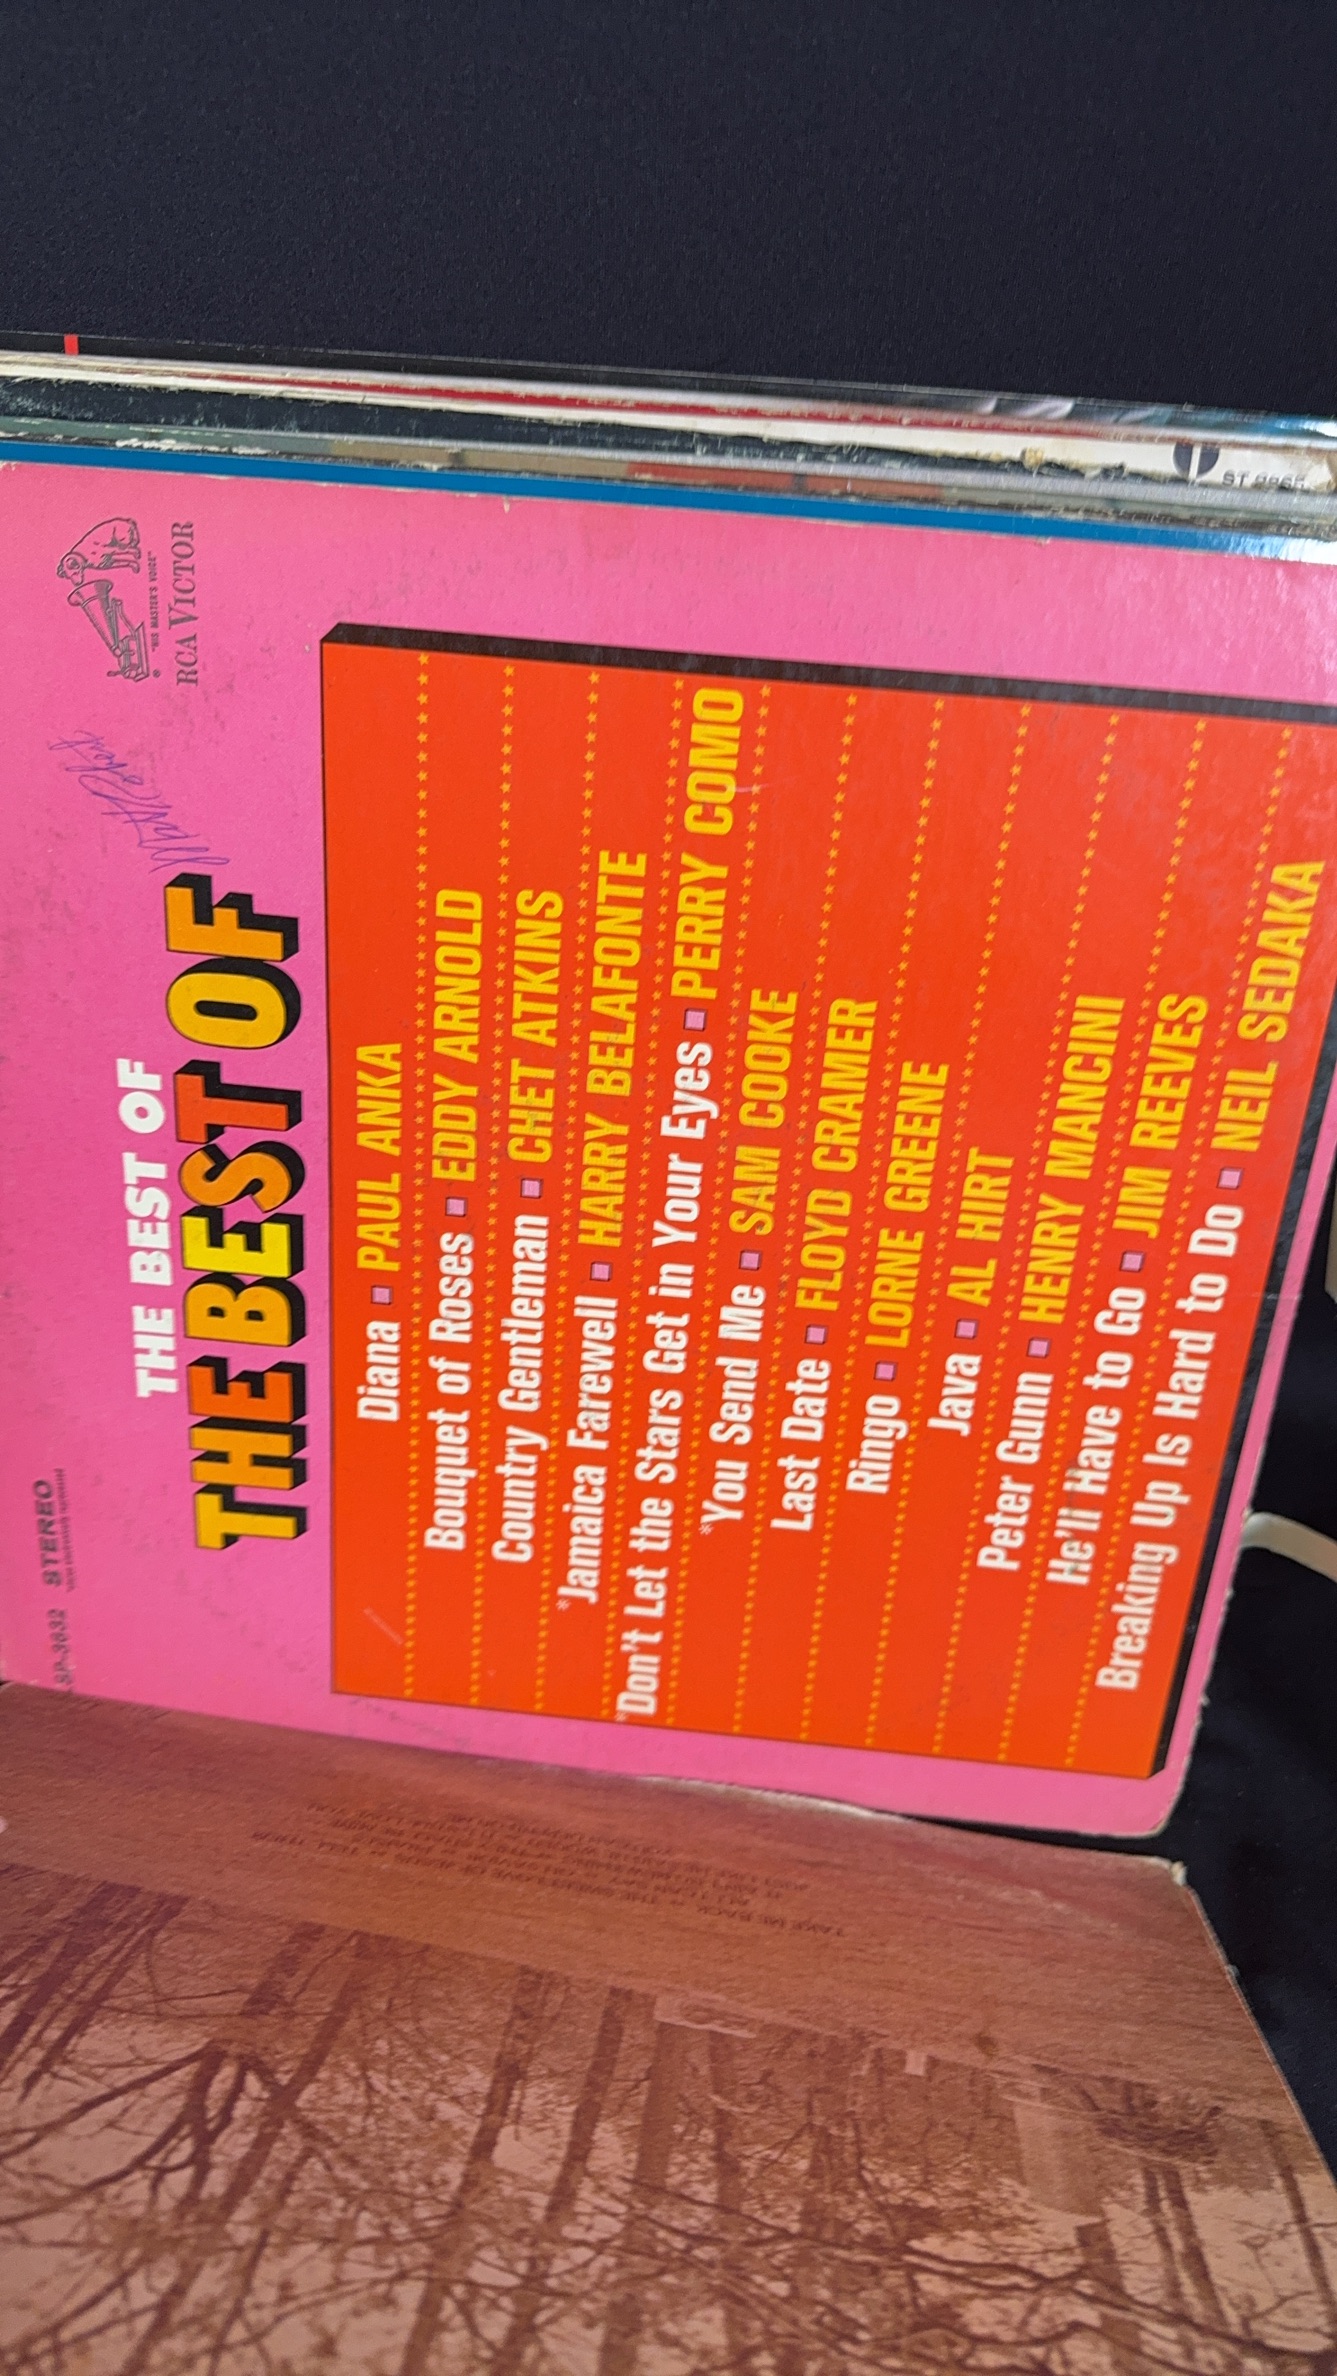 STEREO
"HIS MASTER'S VOICE"
®
RCA VICTOR
THE BEST OF
THE BEST OF
Diana ▪ PAUL ANKA
Bouquet of Roses ▪ EDDY ARNOLD
Country Gentleman ▪ CHET ATKINS
*Jamaica Farewell ▪ HARRY BELAFONTE
*Don't Let the Stars Get in Your Eyes ▪ PERRY COMO
*You Send Me ▪ SAM COOKE
Last Date ▪ FLOYD CRAMER
Ringo ▪ LORNE GREENE
Java ▪ AL HIRT
Peter Gunn ▪ HENRY MANCINI
He'll Have to Go ▪ JIM REEVES
Breaking Up Is Hard to Do ▪ NEIL SEDAKA
ST
TAKE ME BACK